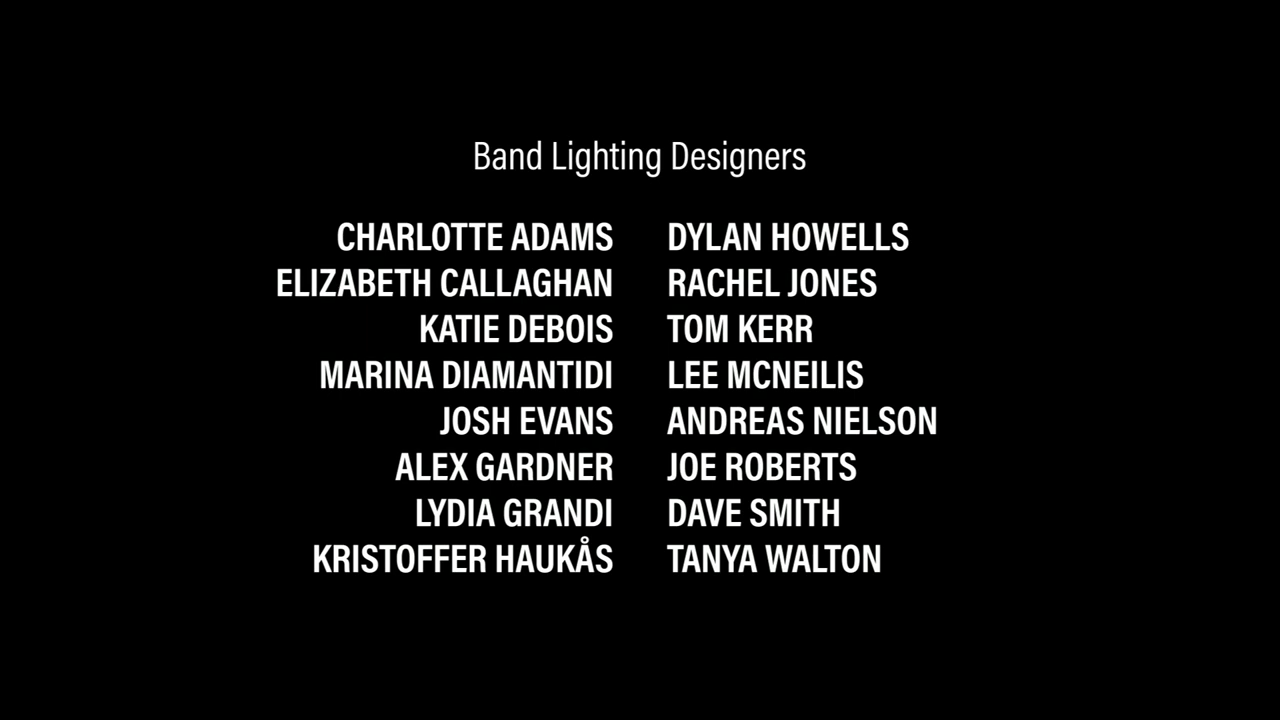 Band Lighting Designers
CHARLOTTE ADAMS
ELIZABETH CALLAGHAN
KATIE DEBOIS
MARINA DIAMANTIDI
JOSH EVANS
ALEX GARDNER
LYDIA GRANDI
KRISTOFFER HAUKÅS
DYLAN HOWELLS
RACHEL JONES
TOM KERR
LEE MCNEILIS
ANDREAS NIELSON
JOE ROBERTS
DAVE SMITH
TANYA WALTON